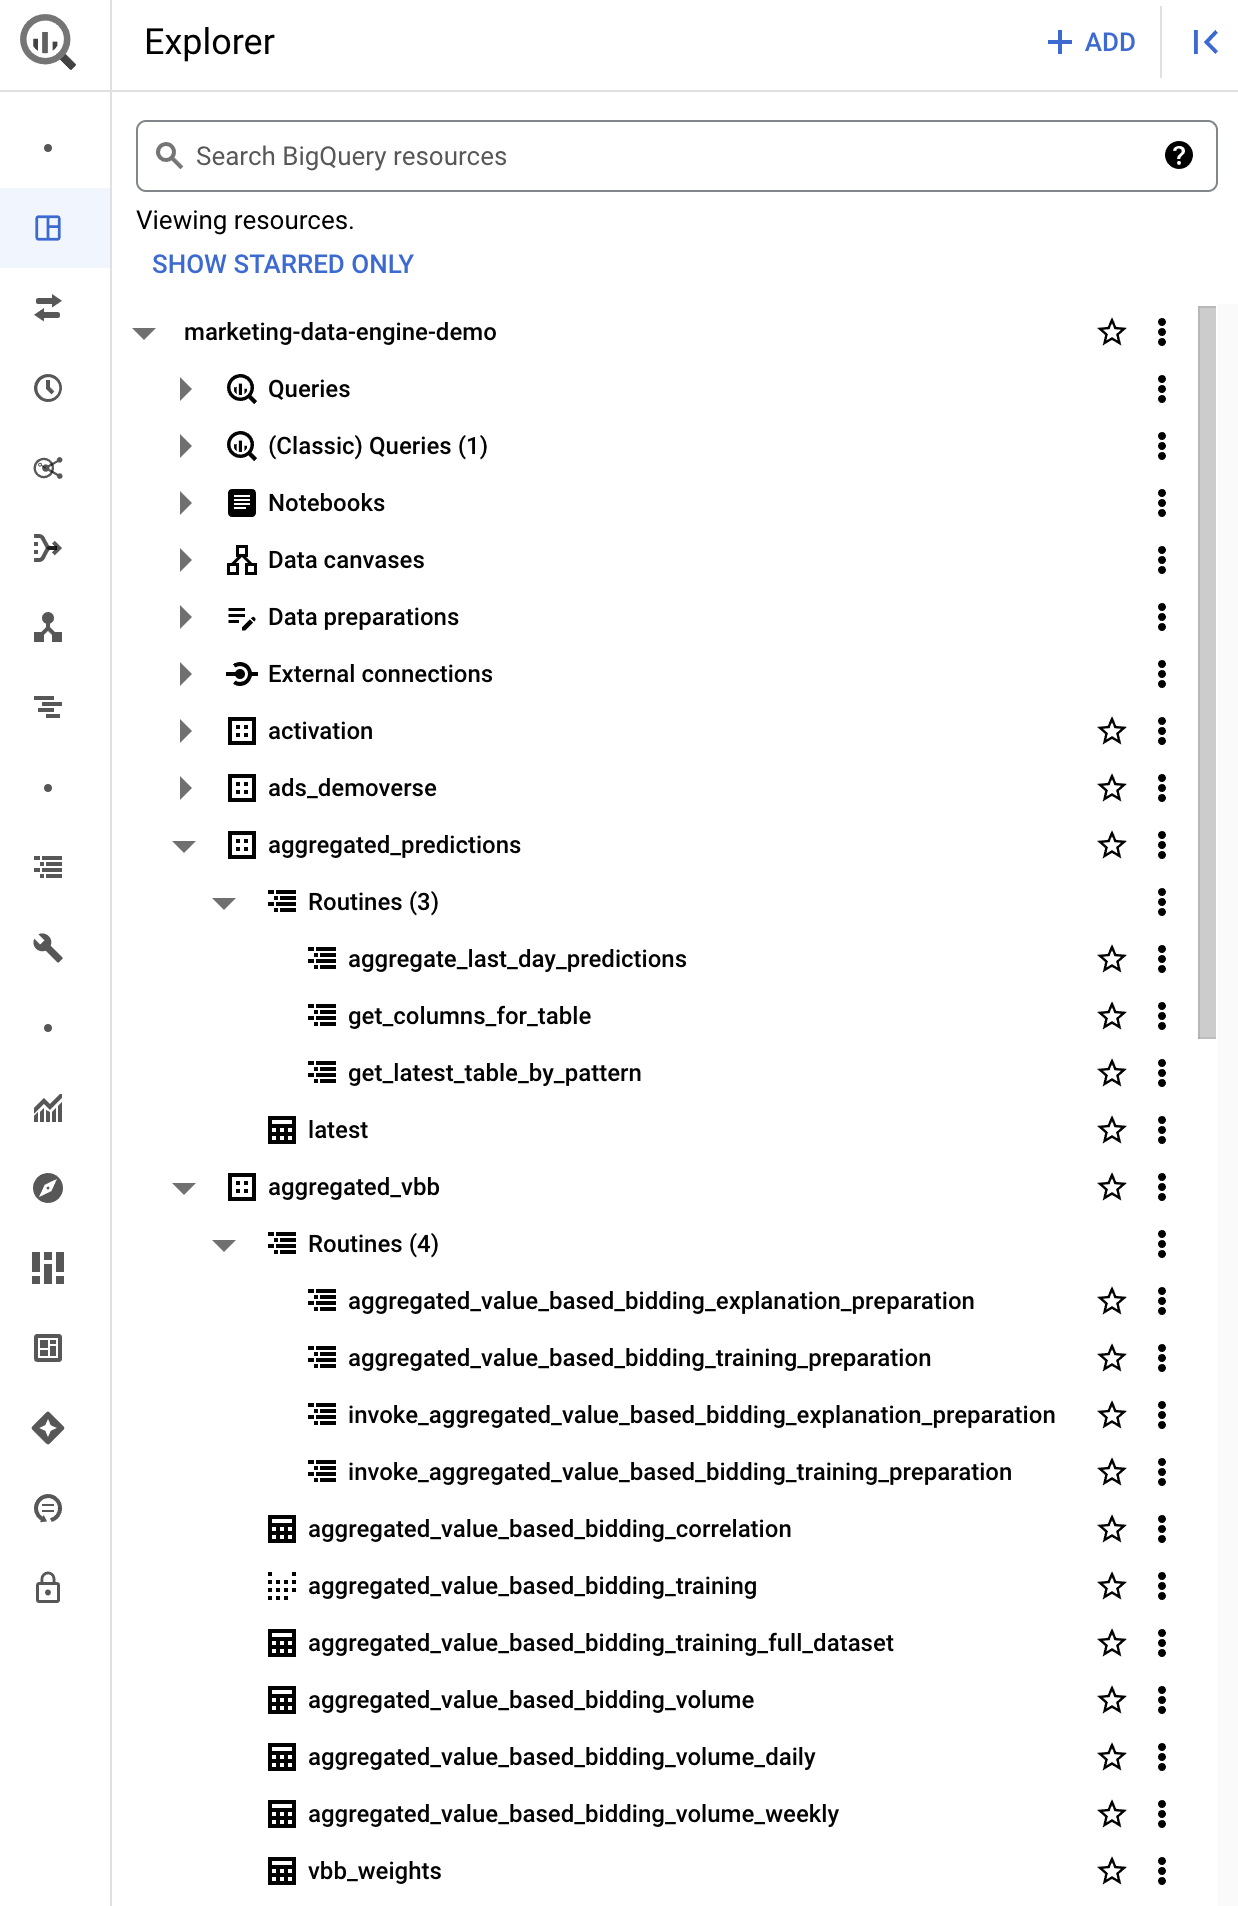 Explorer
+ ADD
Search BigQuery resources
Viewing resources.
SHOW STARRED ONLY
marketing-data-engine-demo
Queries
(Classic) Queries (1)
Notebooks
Data canvases
Data preparations
External connections
activation
ads_demoverse
aggregated_predictions
Routines (3)
aggregate_last_day_predictions
get_columns_for_table
get_latest_table_by_pattern
latest
aggregated_vbb
Routines (4)
aggregated_value_based_bidding_explanation_preparation
aggregated_value_based_bidding_training_preparation
invoke_aggregated_value_based_bidding_explanation_preparation
invoke_aggregated_value_based_bidding_training_preparation
aggregated_value_based_bidding_correlation
aggregated_value_based_bidding_training
aggregated_value_based_bidding_training_full_dataset
aggregated_value_based_bidding_volume
aggregated_value_based_bidding_volume_daily
aggregated_value_based_bidding_volume_weekly
vbb_weights